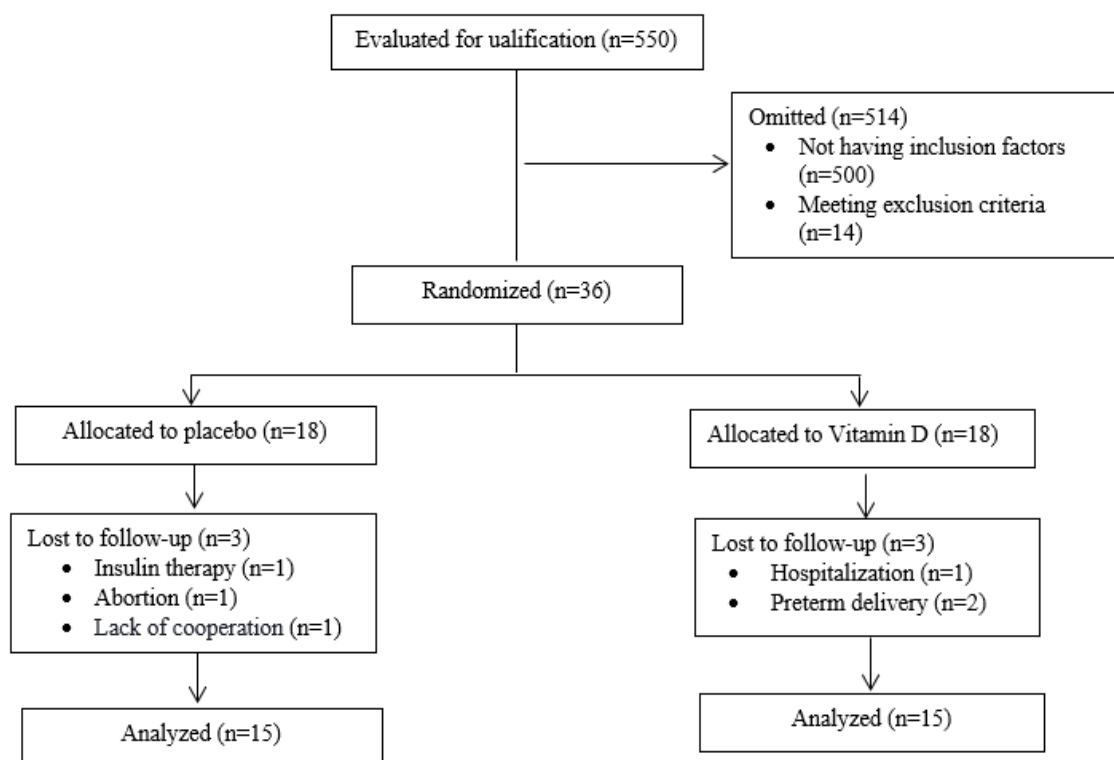 Evaluated for ualification (n=550)
Omitted (n=514)
• Not having inclusion factors
(n=500)
• Meeting exclusion criteria
(n=14)
Randomized (n=36)
Allocated to placebo (n=18)
Allocated to Vitamin D (n=18)
Lost to follow-up (n=3)
• Insulin therapy (n=1)
• Abortion (n=1)
• Lack of cooperation (n=1)
Lost to follow-up (n=3)
• Hospitalization (n=1)
• Preterm delivery (n=2)
Analyzed (n=15)
Analyzed (n=15)